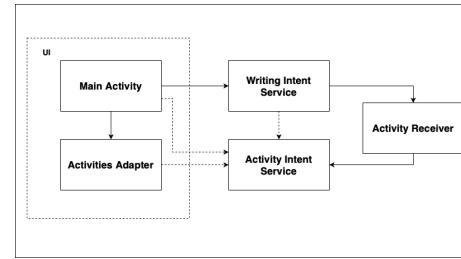 UI
Main Activity
Writing Intent
Service
Activity Receiver
Activities Adapter
Activity Intent
Service